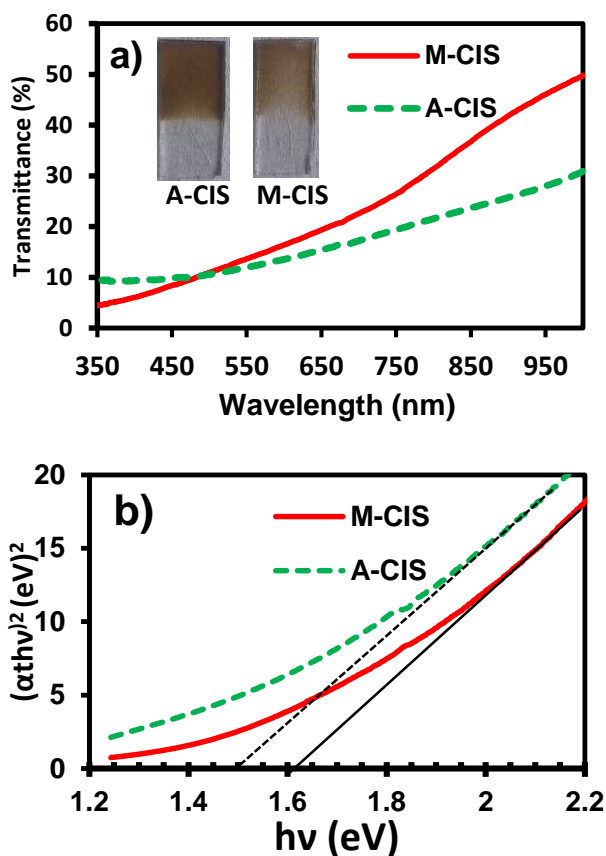 60
50
40
30
20
10
0
Transmittance (%)
a)
M-CIS
A-CIS
A-CIS M-CIS
350 450 550 650 750 850 950
Wavelength (nm)
20
15
10
5
0
(αthν)² (eV)²
b)
M-CIS
A-CIS
1.2 1.4 1.6 1.8 2 2.2
hν (eV)